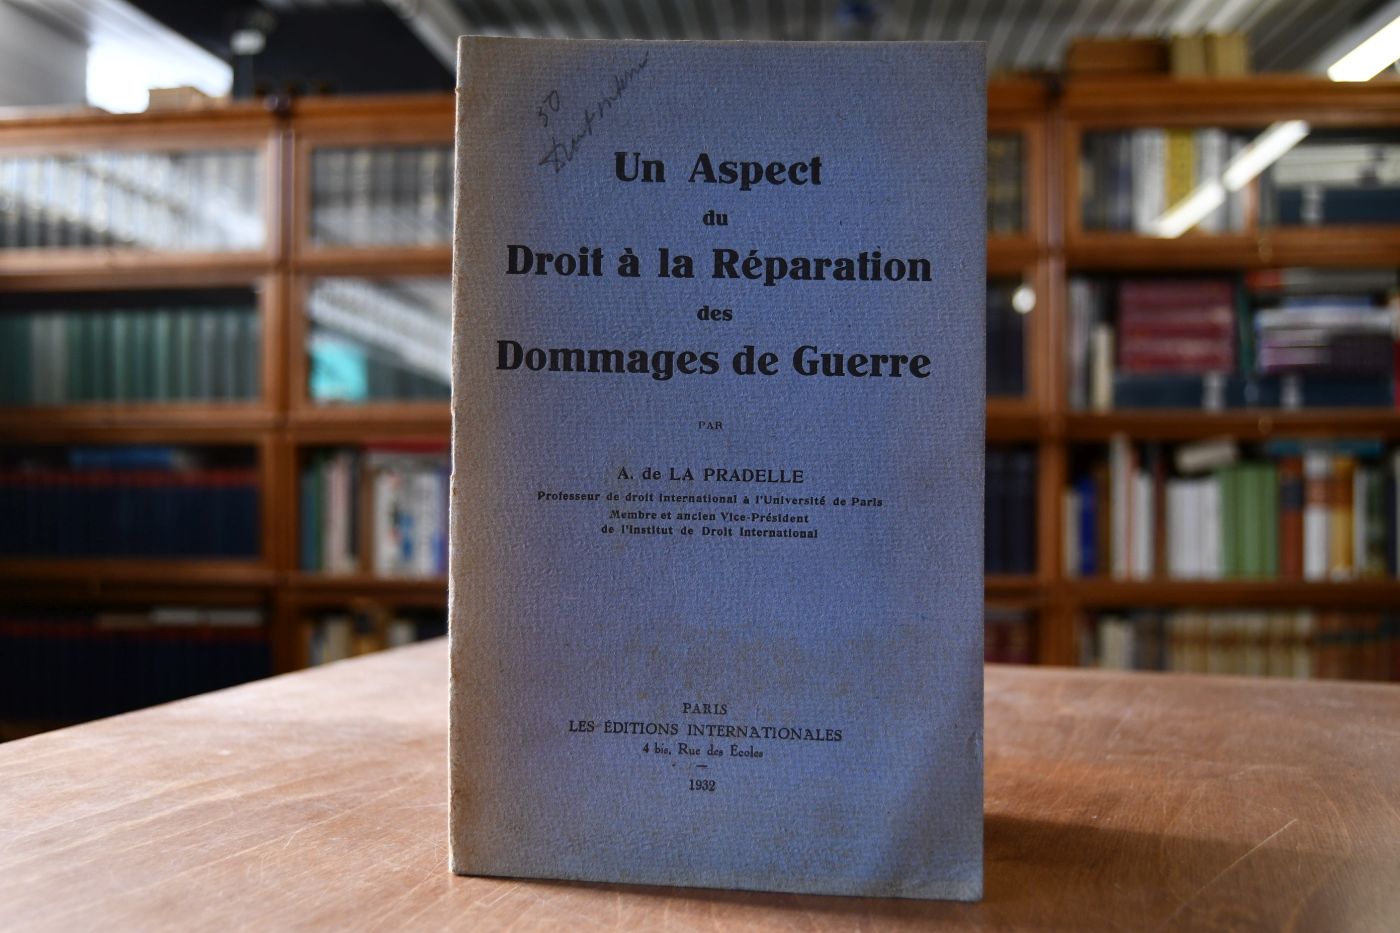 50
Un Aspect
du
Droit à la Réparation
des
Dommages de Guerre
PAR
A. de LA PRADELLE
Professeur de droit international à l'Université de Paris
Membre et ancien Vice-Président
de l'Institut de Droit International
PARIS
LES ÉDITIONS INTERNATIONALES
4 bis, Rue des Écoles
1932